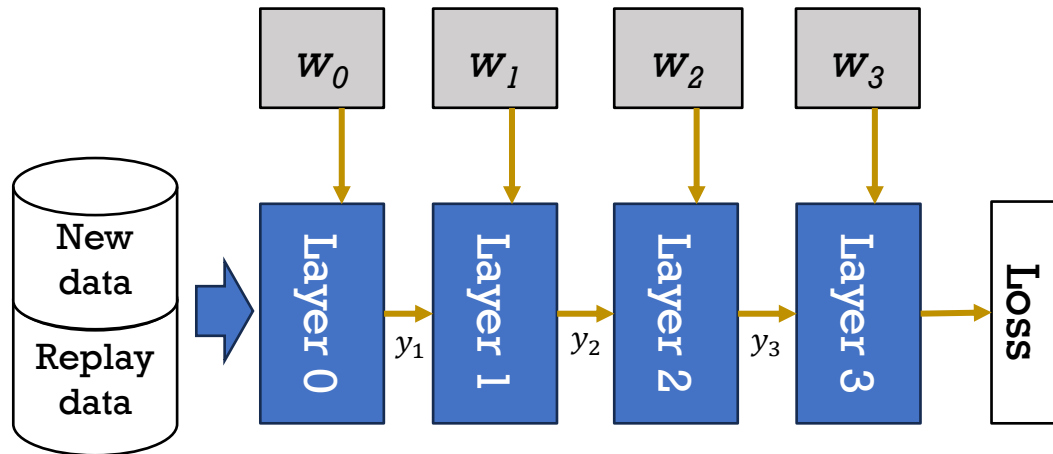 w0
w1
w2
w3
New
data
Replay
data
Layer 0
y1
Layer 1
y2
Layer 2
y3
Layer 3
Loss